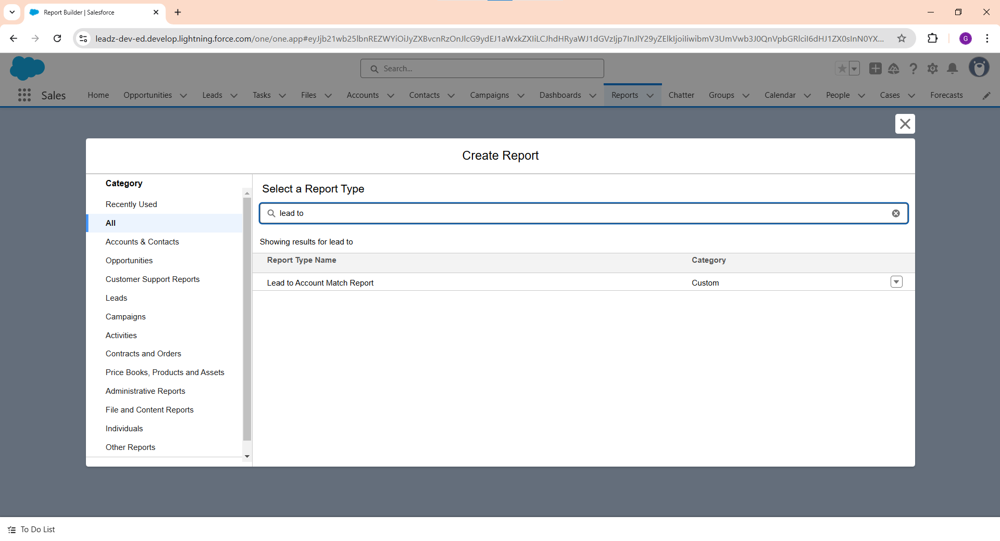 Report Builder | Salesforce
leadz-dev-ed.develop.lightning.force.com/one/one.app#eyJjb21wb25lbnREZWYiOiJyZXBvcnRzOnJlcG9ydEJ1aWxkZXIiLCJhdHRyaWJ1dGVzIjp7InJlY29yZElkIjoiIiwibmV3UmVwb3J0QnVpbGRlciI6dHJ1ZX0sInN0YX...
G
Search...
Sales Home Opportunities Leads Tasks Files Accounts Contacts Campaigns Dashboards Reports Chatter Groups Calendar People Cases Forecasts
Create Report
Category
Recently Used
All
Accounts & Contacts
Opportunities
Customer Support Reports
Leads
Campaigns
Activities
Contracts and Orders
Price Books, Products and Assets
Administrative Reports
File and Content Reports
Individuals
Other Reports
Select a Report Type
lead to
Showing results for lead to
Report Type Name Category
Lead to Account Match Report Custom
To Do List